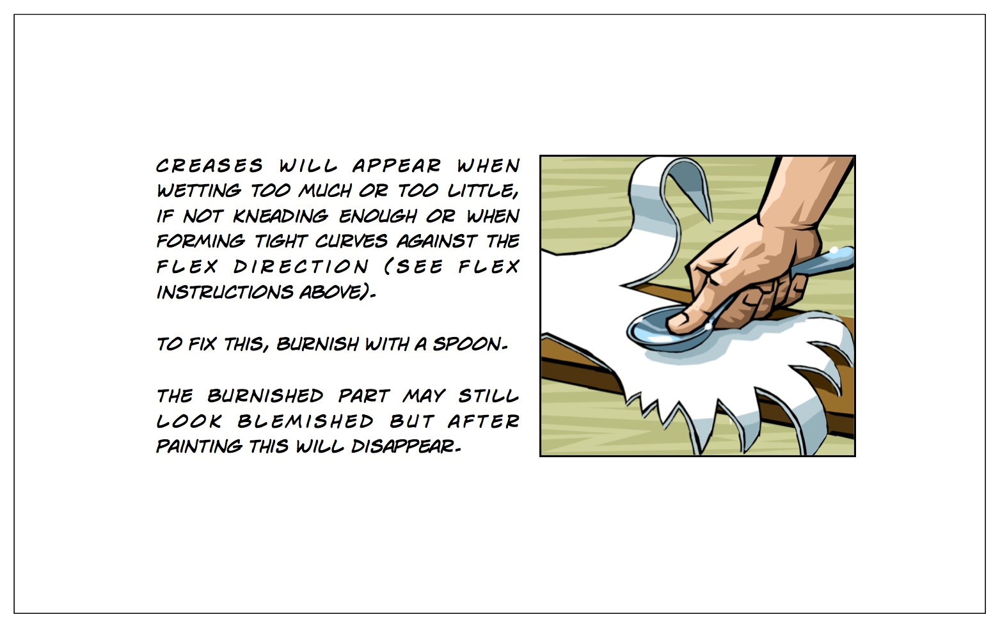 CREASES WILL APPEAR WHEN
WETTING TOO MUCH OR TOO LITTLE,
IF NOT KNEADING ENOUGH OR WHEN
FORMING TIGHT CURVES AGAINST THE
FLEX DIRECTION (SEE FLEX
INSTRUCTIONS ABOVE).
TO FIX THIS, BURNISH WITH A SPOON.
THE BURNISHED PART MAY STILL
LOOK BLEMISHED BUT AFTER
PAINTING THIS WILL DISAPPEAR.